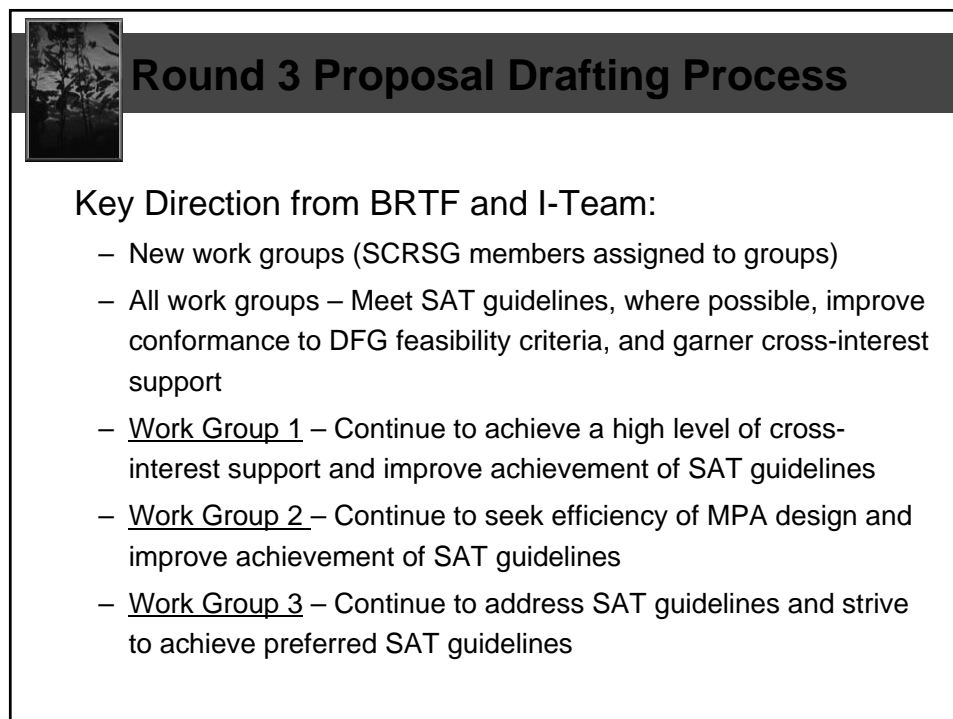 Round 3 Proposal Drafting Process
Key Direction from BRTF and I-Team:
– New work groups (SCRSG members assigned to groups)
– All work groups – Meet SAT guidelines, where possible, improve
conformance to DFG feasibility criteria, and garner cross-interest
support
– Work Group 1 – Continue to achieve a high level of cross-
interest support and improve achievement of SAT guidelines
– Work Group 2 – Continue to seek efficiency of MPA design and
improve achievement of SAT guidelines
– Work Group 3 – Continue to address SAT guidelines and strive
to achieve preferred SAT guidelines